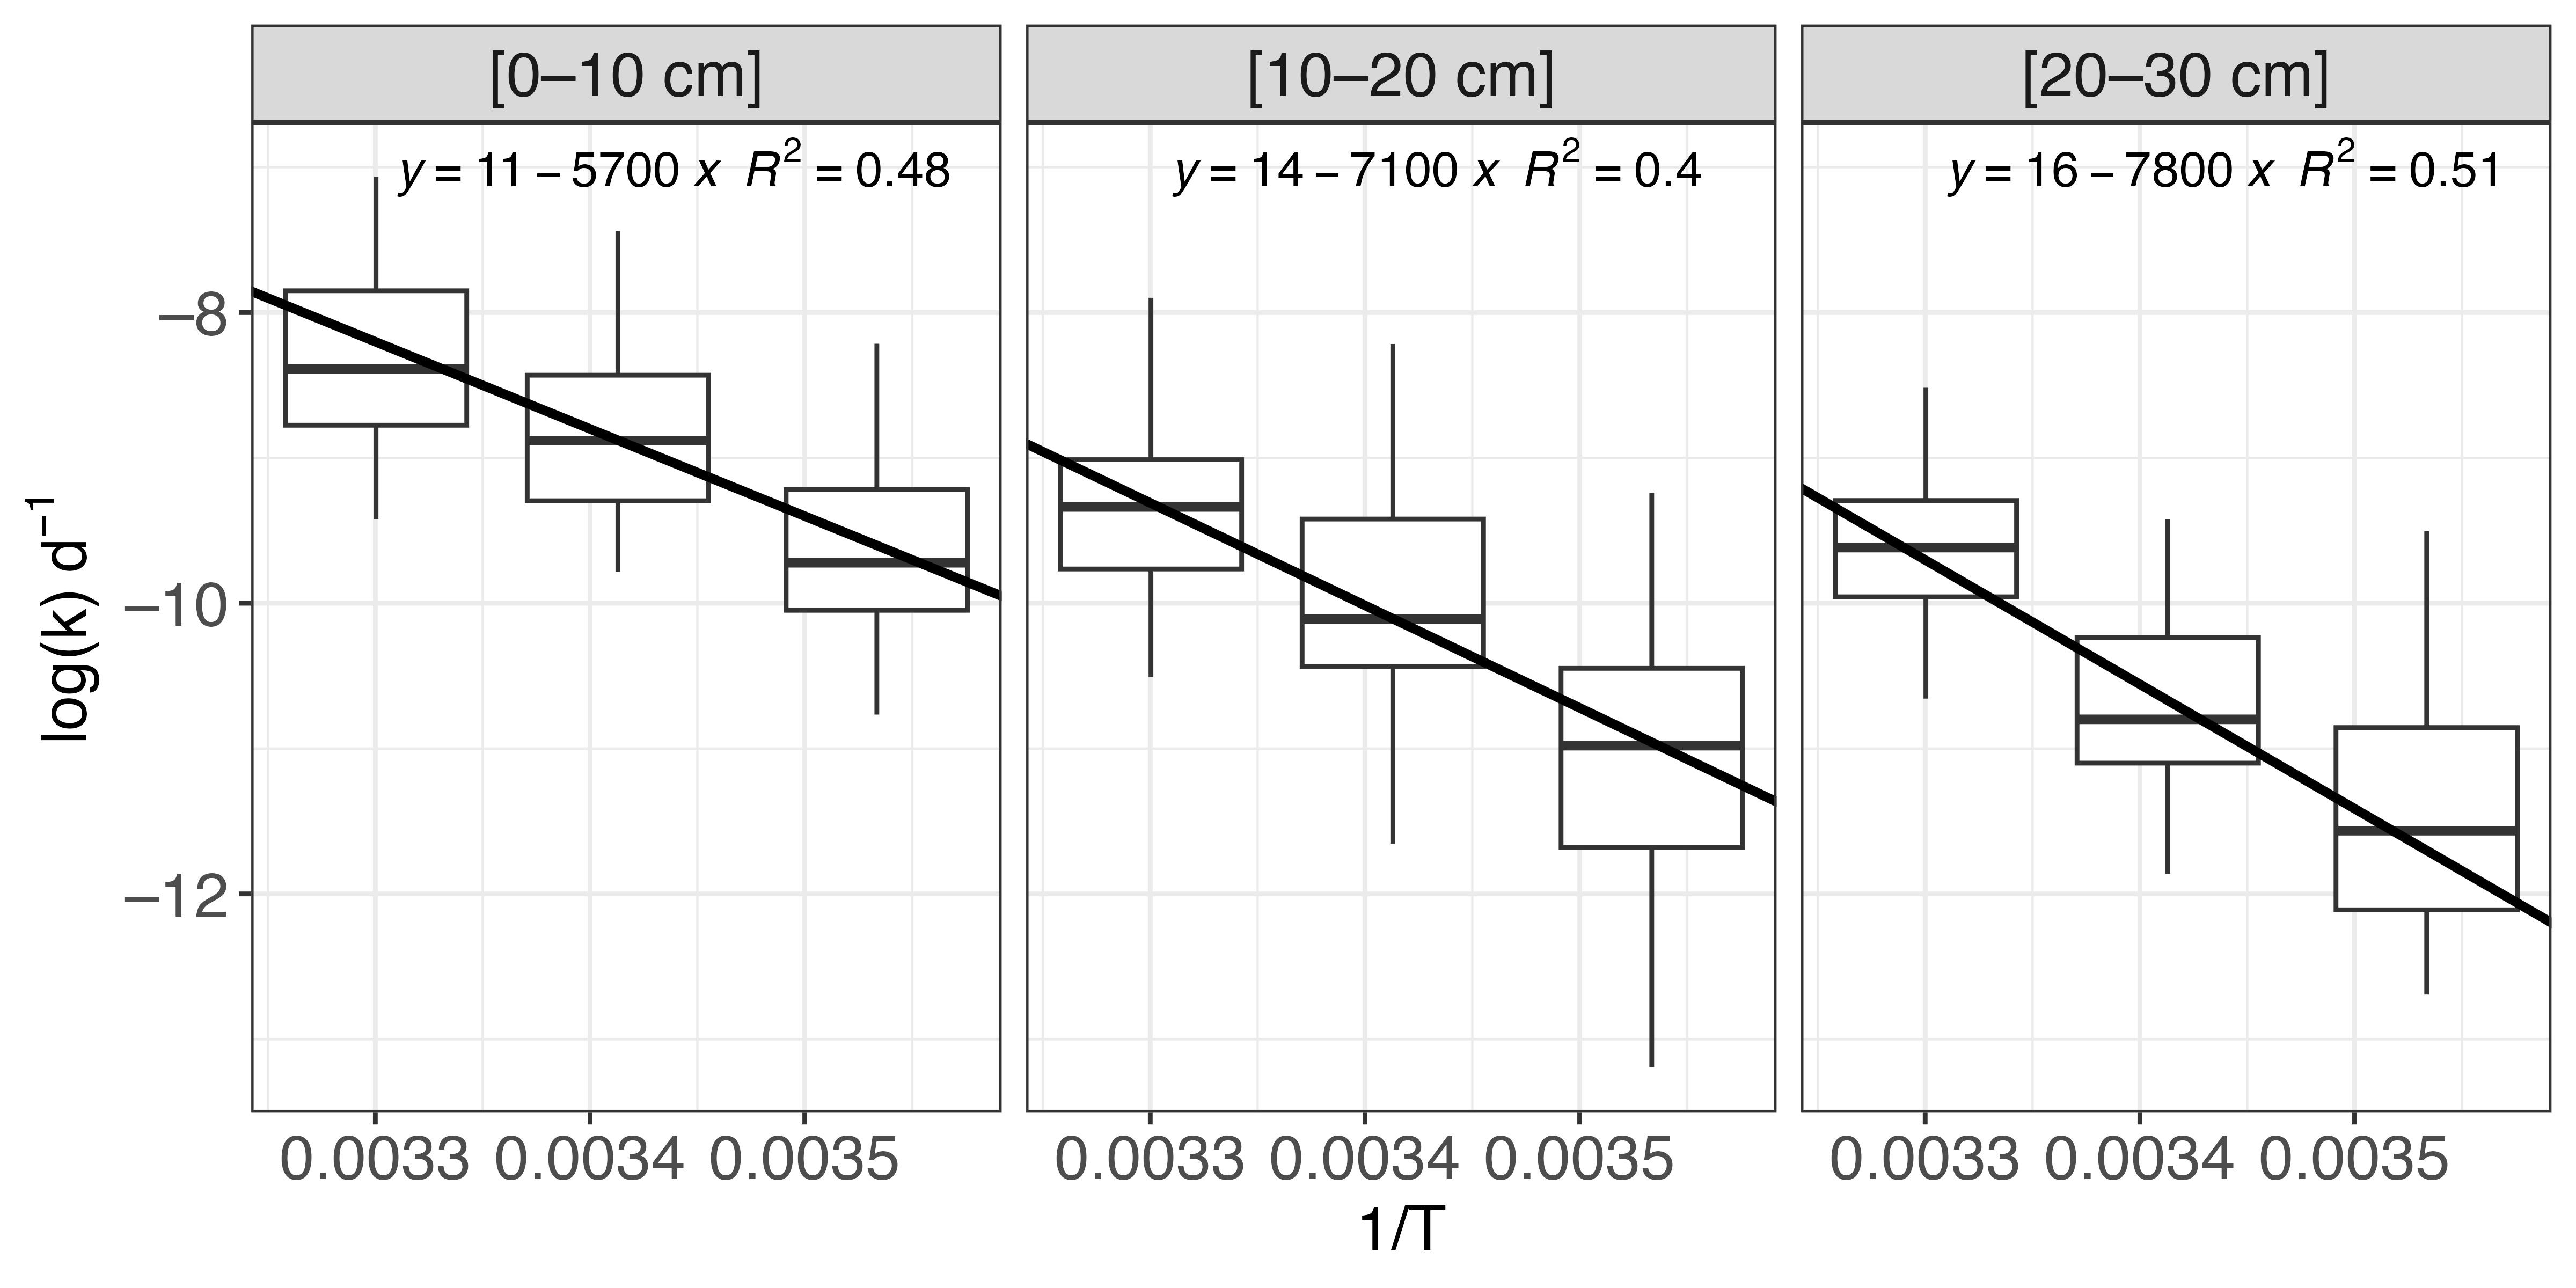 [0–10 cm] [10–20 cm] [20–30 cm]
y = 11 – 5700 x R² = 0.48
y = 14 – 7100 x R² = 0.4
y = 16 – 7800 x R² = 0.51
log(k) d⁻¹
−8
−10
−12
0.0033 0.0034 0.0035 0.0033 0.0034 0.0035 0.0033 0.0034 0.0035
1/T